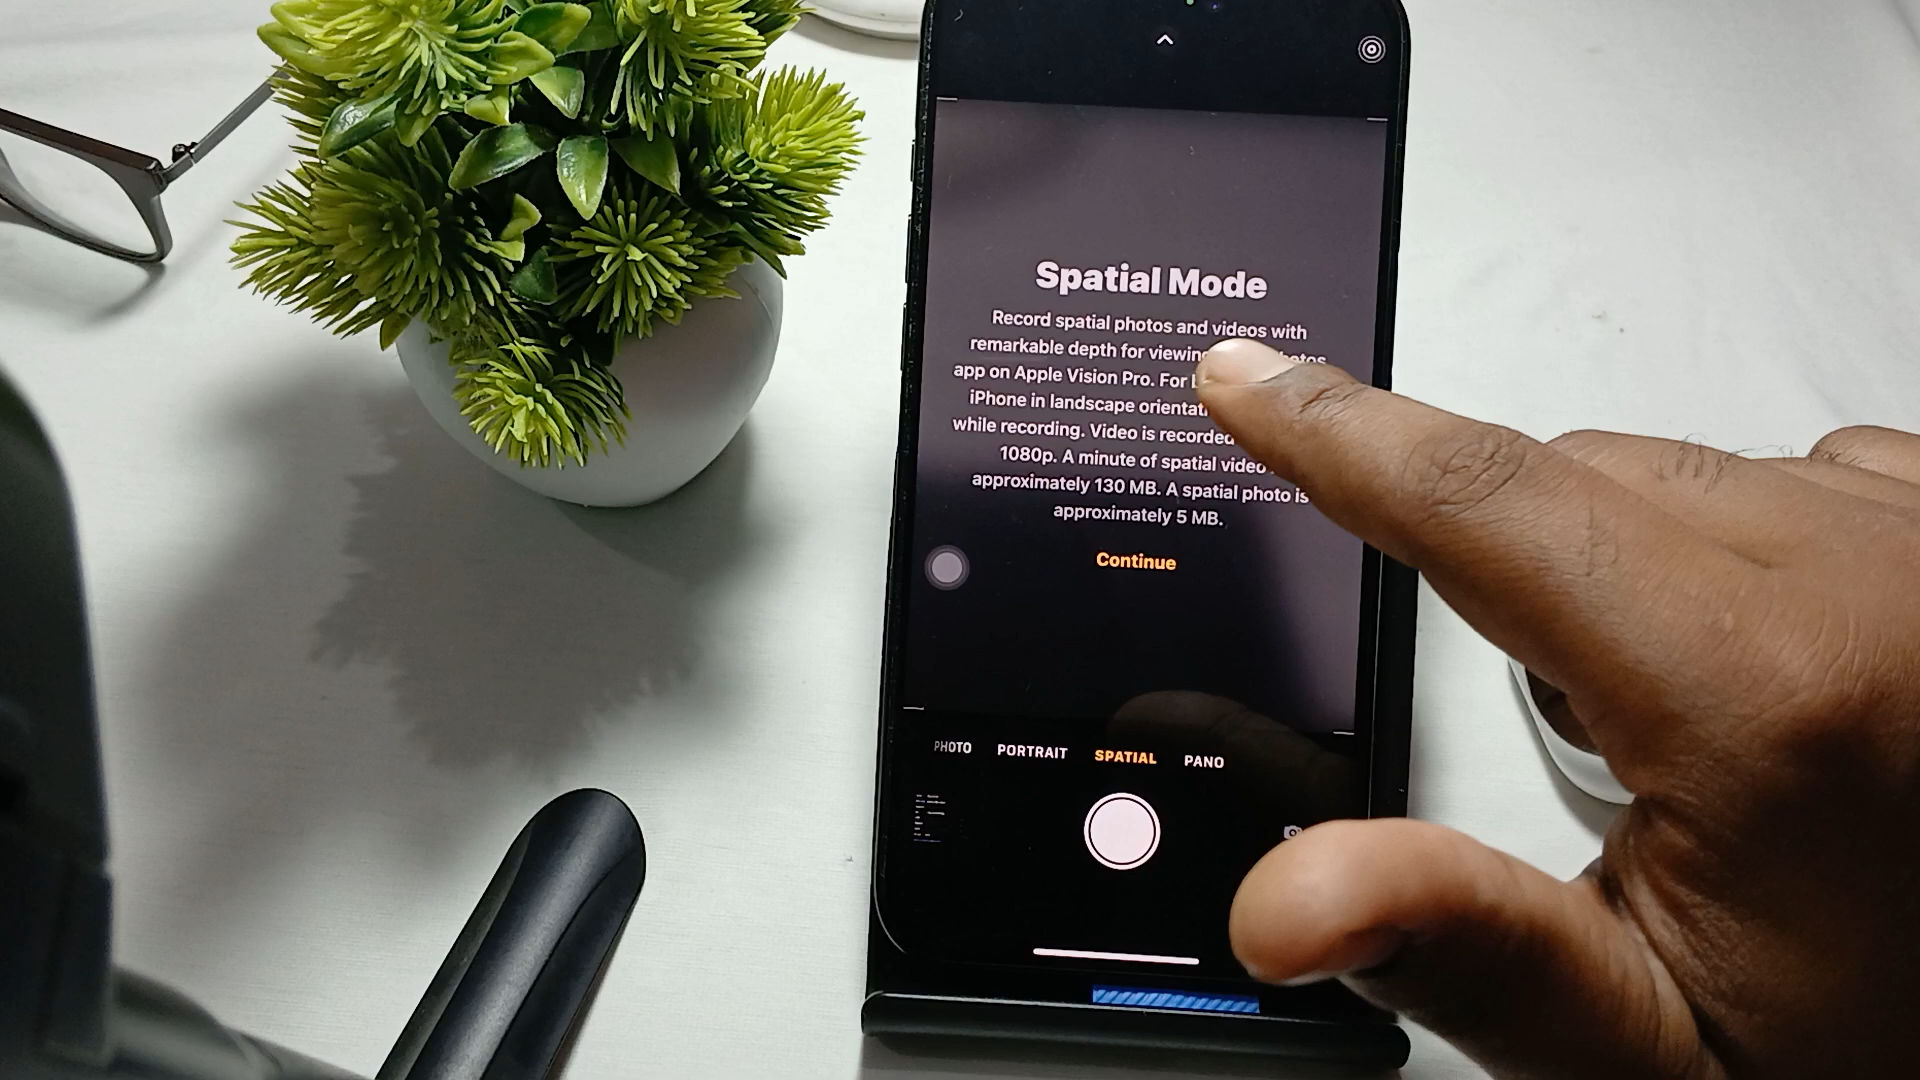 Spatial Mode
Record spatial photos and videos with
remarkable depth for viewing
app on Apple Vision Pro. For
iPhone in landscape
while recording. Video is recorded
1080p. A minute of spatial video
approximately 130 MB. A spatial photo is
approximately 5 MB.
Continue
PHOTO PORTRAIT SPATIAL PANO